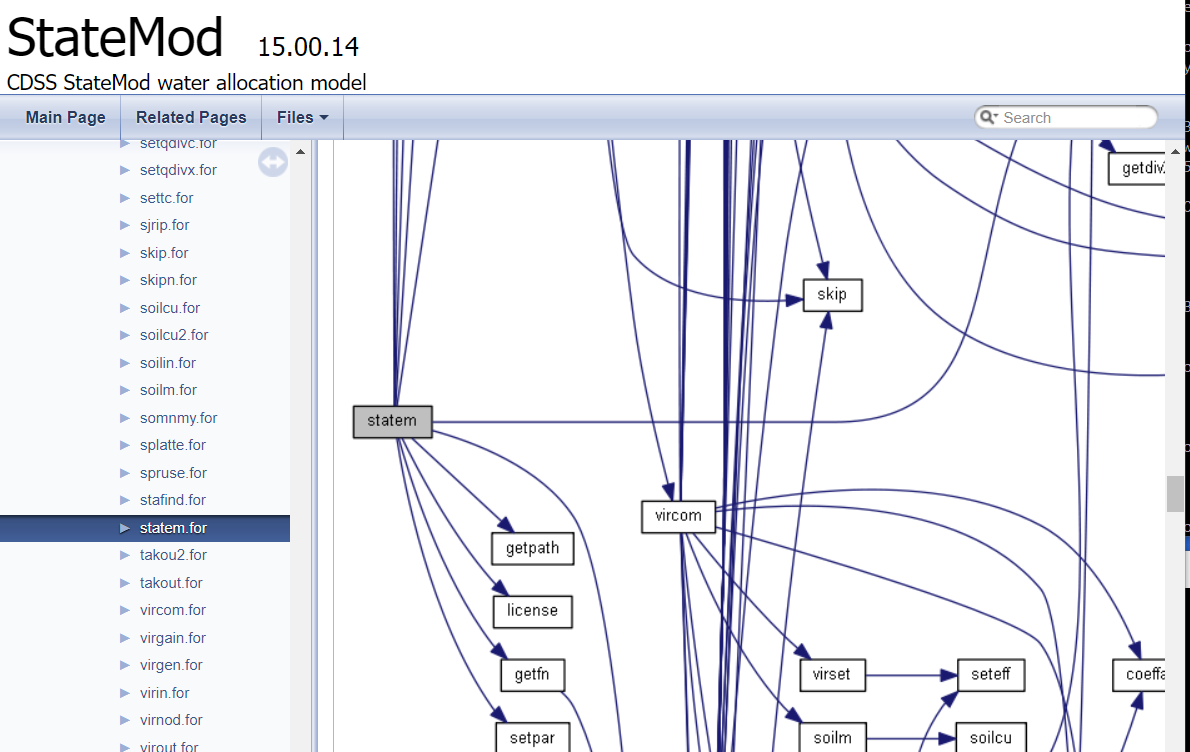 StateMod 15.00.14
CDSS StateMod water allocation model
Main Page Related Pages Files Search
setqdivc.for
setqdivx.for
settc.for
sjrip.for
skip.for
skipn.for
soilcu.for
soilcu2.for
soilin.for
soilm.for
somnmy.for
splatte.for
spruse.for
stafind.for
statem.for
takou2.for
takout.for
vircom.for
virgain.for
virgen.for
virin.for
virnod.for
virout.for
getdiv
skip
statem
vircom
getpath
license
getfn
virset
seteff
coeffa
setpar
soilm
soilcu